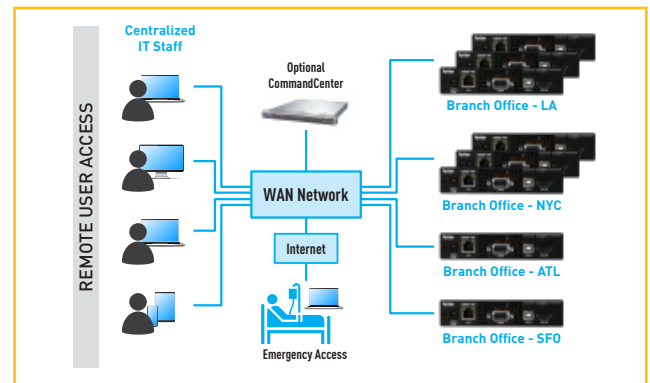 Centralized
IT Staff
REMOTE USER ACCESS
Optional
CommandCenter
WAN Network
Internet
Emergency Access
Branch Office - LA
Branch Office - NYC
Branch Office - ATL
Branch Office - SFO